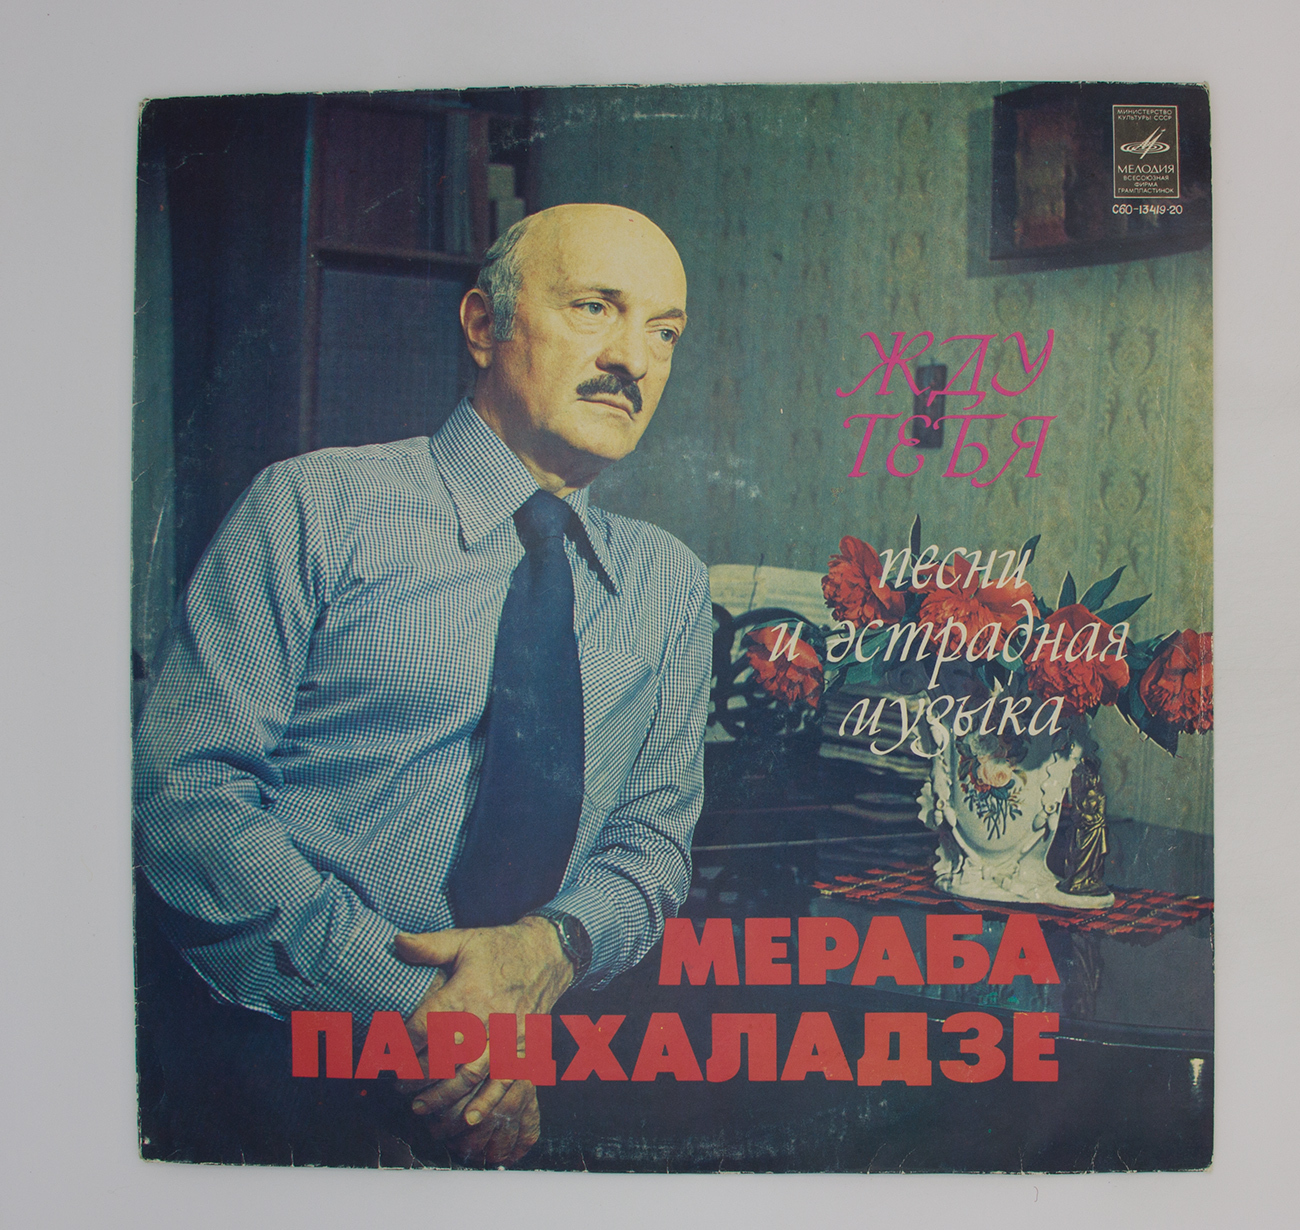 МИНИСТЕРСТВО
КУЛЬТУРЫ СССР
МЕЛОДИЯ
ВСЕСОЮЗНАЯ
ФИРМА
ГРАМПЛАСТИНОК
С60-13419-20
ЖДУ
ТЕБЯ
песни
и эстрадная
музыка
МЕРАБА
ПАРЦХАЛАДЗЕ